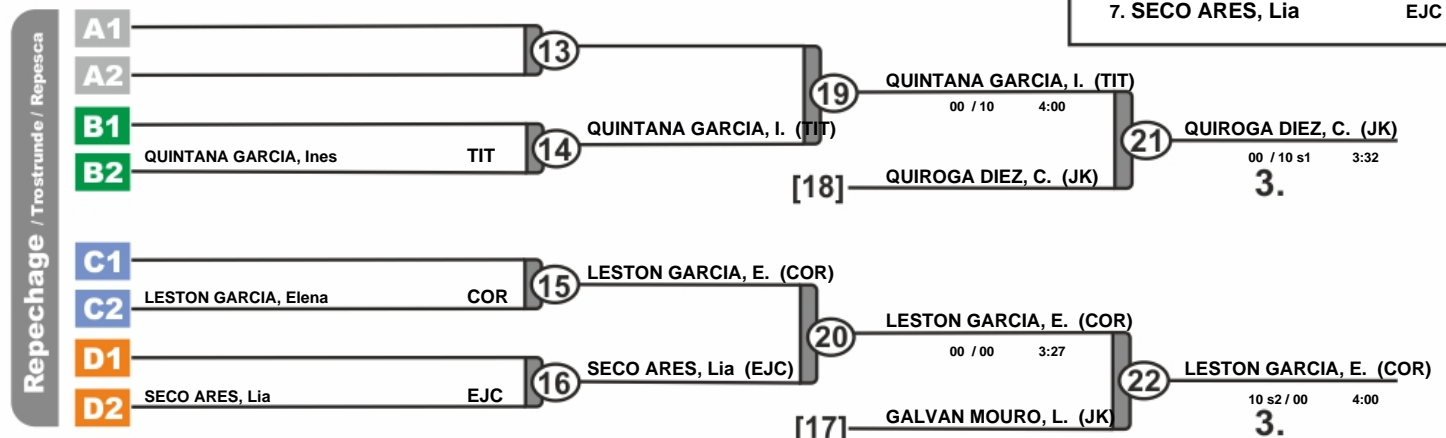 7. SECO ARES, Lia EJC
Repechage / Trostrunde / Repesca
A1
13
A2
19
QUINTANA GARCIA, I. (TIT)
00 / 10 4:00
B1
QUINTANA GARCIA, I. (TIT)
21
QUIROGA DIEZ, C. (JK)
00 / 10 s1 3:32
3.
B2
QUINTANA GARCIA, Ines TIT
14
[18]
QUIROGA DIEZ, C. (JK)
C1
15
LESTON GARCIA, E. (COR)
C2
LESTON GARCIA, Elena COR
20
LESTON GARCIA, E. (COR)
00 / 00 3:27
D1
16
SECO ARES, Lia (EJC)
22
LESTON GARCIA, E. (COR)
10 s2 / 00 4:00
3.
D2
SECO ARES, Lia EJC
[17]
GALVAN MOURO, L. (JK)